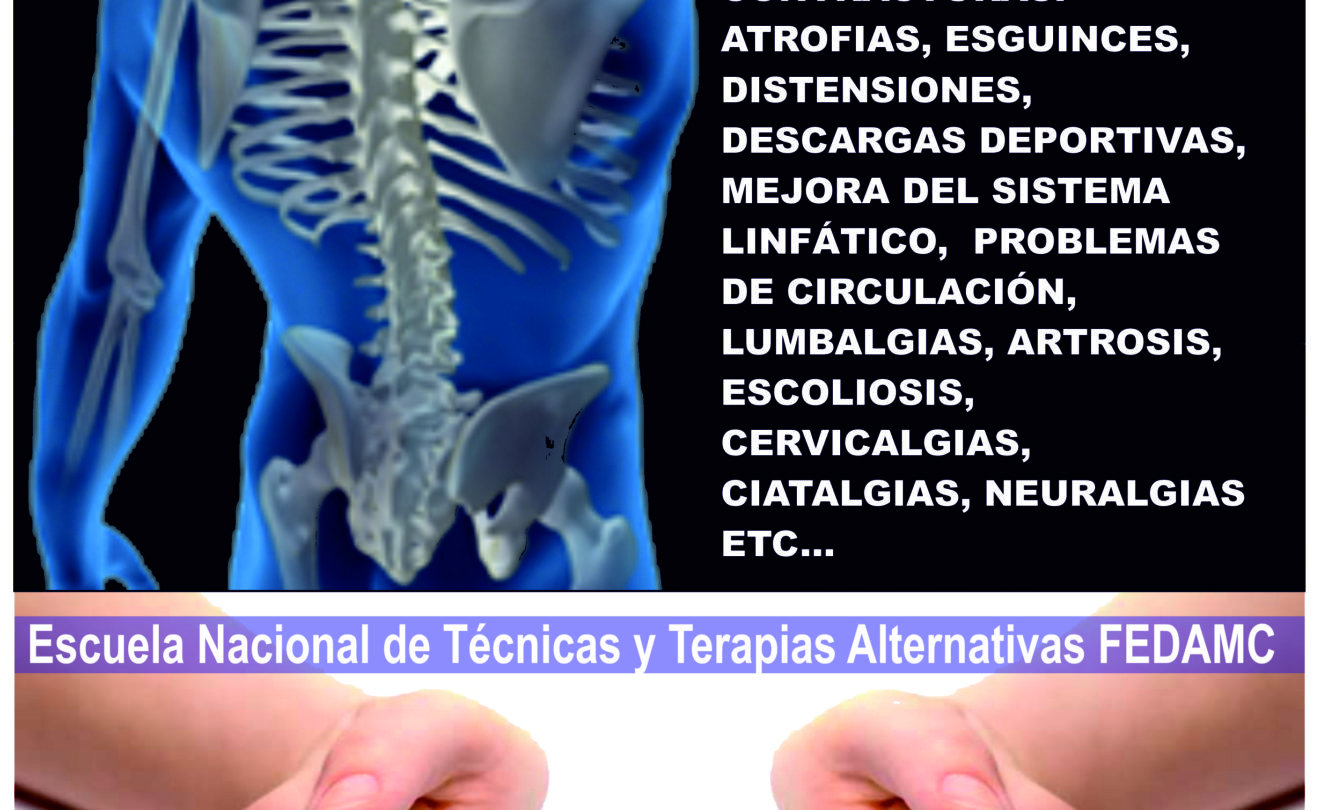 ATROFIAS, ESGUINCES,
DISTENSIONES,
DESCARGAS DEPORTIVAS,
MEJORA DEL SISTEMA
LINFÁTICO, PROBLEMAS
DE CIRCULACIÓN,
LUMBALGIAS, ARTROSIS,
ESCOLIOSIS,
CERVICALGIAS,
CIATALGIAS, NEURALGIAS
ETC...
Escuela Nacional de Técnicas y Terapias Alternativas FEDAMC